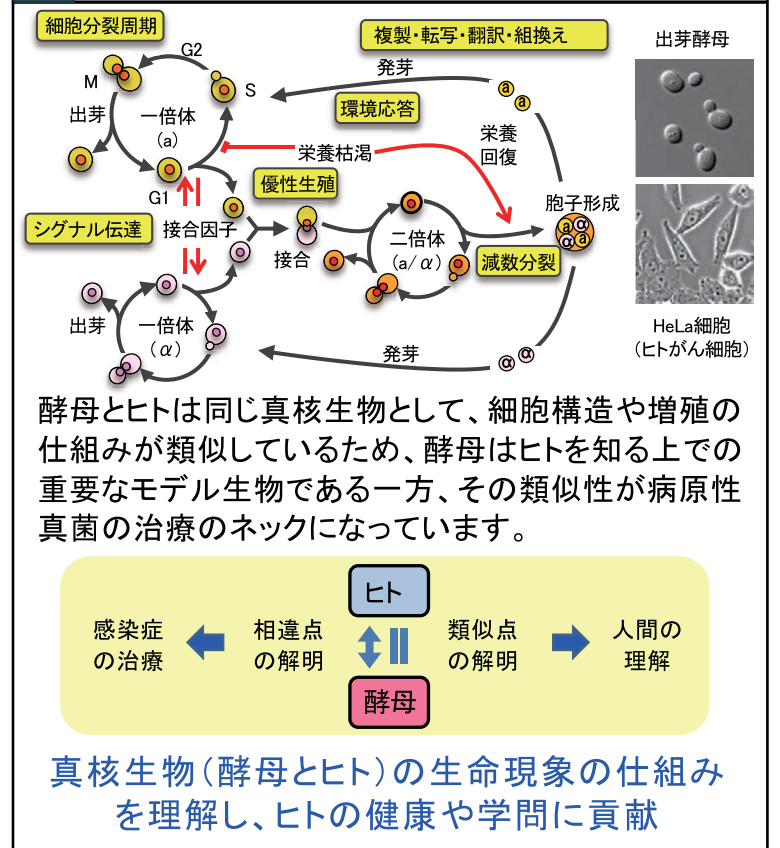 細胞分裂周期
複製・転写・翻訳・組換え
出芽酵母
G2
M
S
発芽
a
a
環境応答
出芽
一倍体
(a)
栄養
回復
栄養枯渇
G1
優性生殖
胞子形成
a α
α a
シグナル伝達
接合因子
接合
二倍体
(a/α)
減数分裂
出芽
一倍体
(α)
発芽
α
α
HeLa細胞
(ヒトがん細胞)
酵母とヒトは同じ真核生物として、細胞構造や増殖の
仕組みが類似しているため、酵母はヒトを知る上での
重要なモデル生物である一方、その類似性が病原性
真菌の治療のネックになっています。
ヒト
感染症
の治療
相違点
の解明
類似点
の解明
人間の
理解
酵母
真核生物(酵母とヒト)の生命現象の仕組み
を理解し、ヒトの健康や学問に貢献